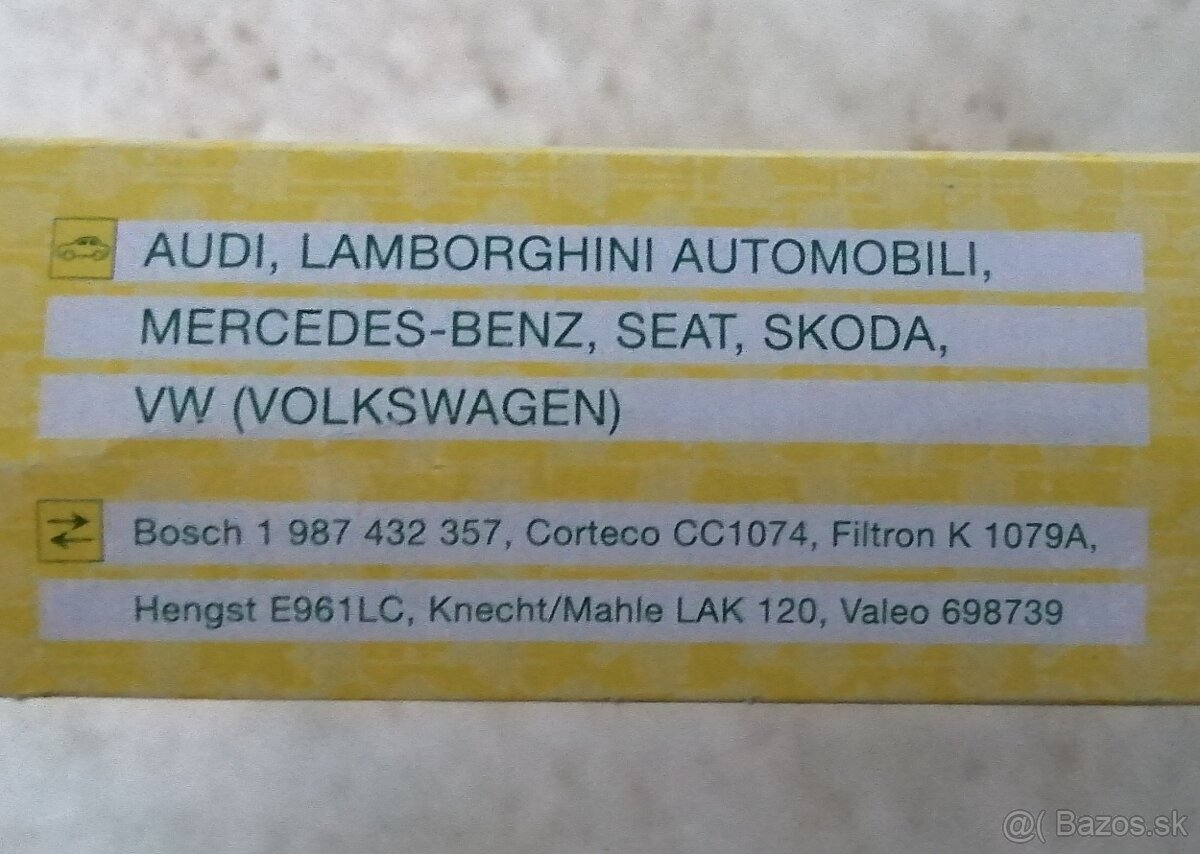 AUDI, LAMBORGHINI AUTOMOBILI,
MERCEDES-BENZ, SEAT, SKODA,
VW (VOLKSWAGEN)
Bosch 1 987 432 357, Corteco CC1074, Filtron K 1079A,
Hengst E961LC, Knecht/Mahle LAK 120, Valeo 698739
@( Bazos.sk